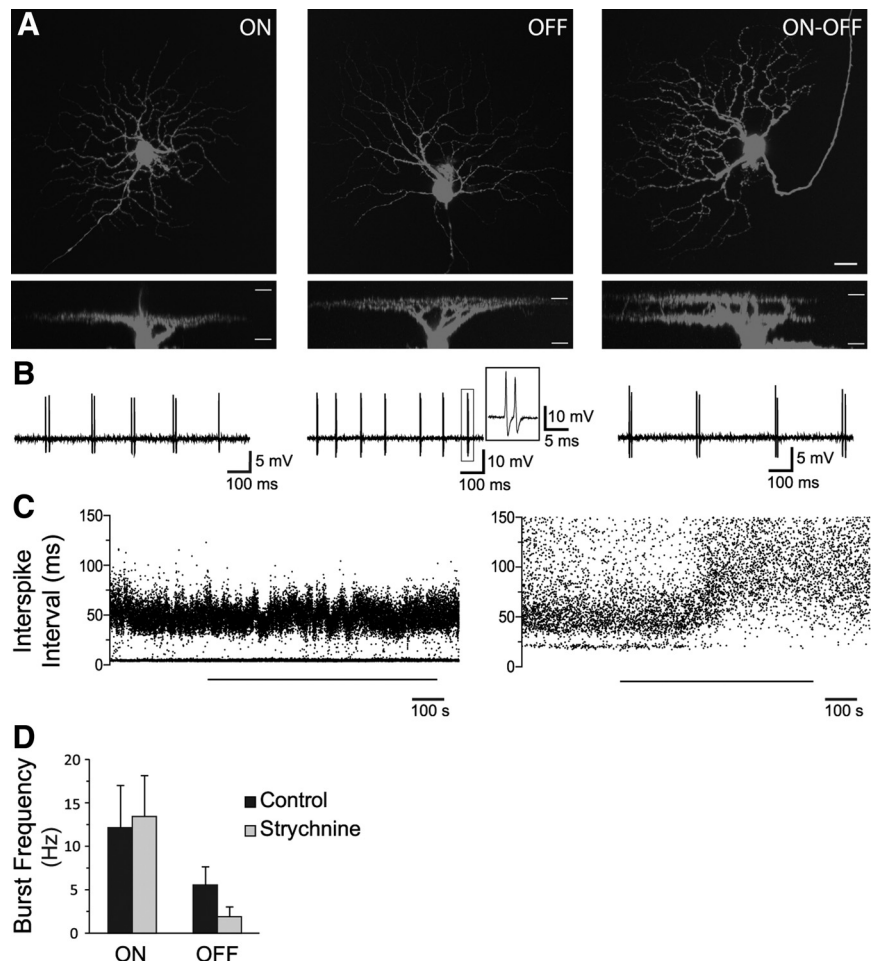 A
ON
OFF
ON-OFF
B
5 mV
100 ms
10 mV
5 ms
10 mV
100 ms
5 mV
100 ms
C
Interspike
Interval (ms)
150
100
50
0
100 s
150
100
50
0
100 s
D
Burst Frequency
(Hz)
20
15
10
5
0
Control
Strychnine
ON
OFF